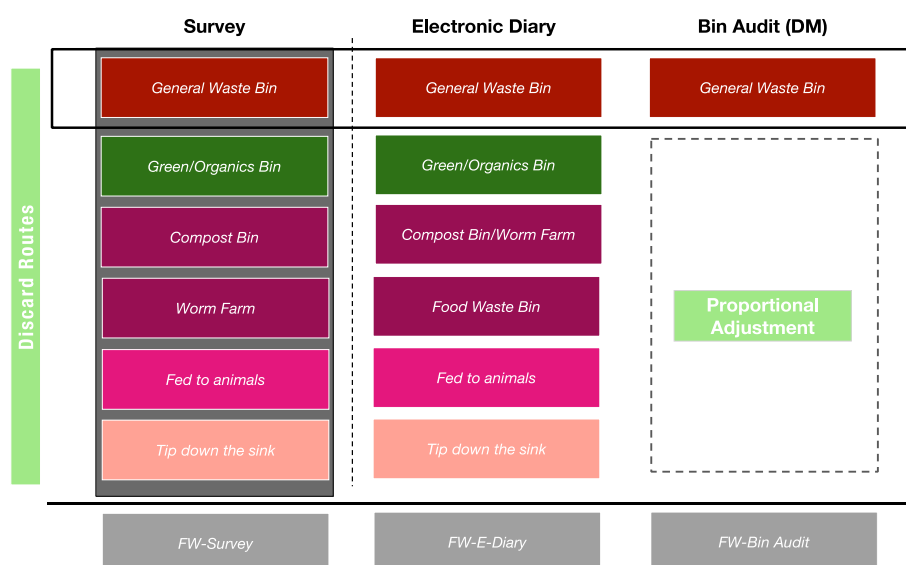 Survey
Electronic Diary
Bin Audit (DM)
Discard Routes
General Waste Bin
General Waste Bin
General Waste Bin
Green/Organics Bin
Green/Organics Bin
Compost Bin
Compost Bin/Worm Farm
Worm Farm
Food Waste Bin
Proportional
Adjustment
Fed to animals
Fed to animals
Tip down the sink
Tip down the sink
FW-Survey
FW-E-Diary
FW-Bin Audit